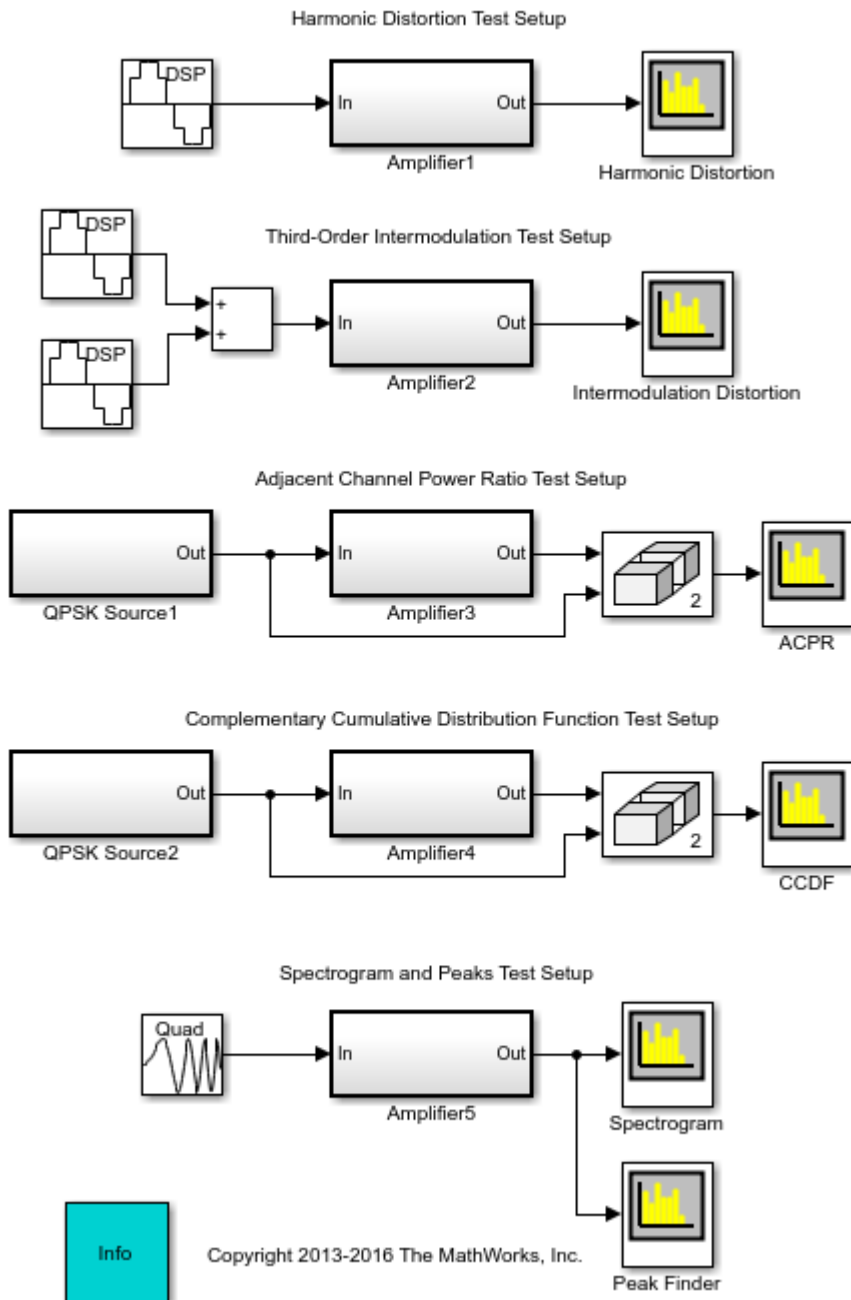 Harmonic Distortion Test Setup
DSP
In
Out
Amplifier1
Harmonic Distortion
Third-Order Intermodulation Test Setup
DSP
+
+
In
Out
Amplifier2
DSP
Intermodulation Distortion
Adjacent Channel Power Ratio Test Setup
Out
QPSK Source1
In
Out
Amplifier3
2
ACPR
Complementary Cumulative Distribution Function Test Setup
Out
QPSK Source2
In
Out
Amplifier4
2
CCDF
Spectrogram and Peaks Test Setup
Quad
In
Out
Amplifier5
Spectrogram
Info
Copyright 2013-2016 The MathWorks, Inc.
Peak Finder